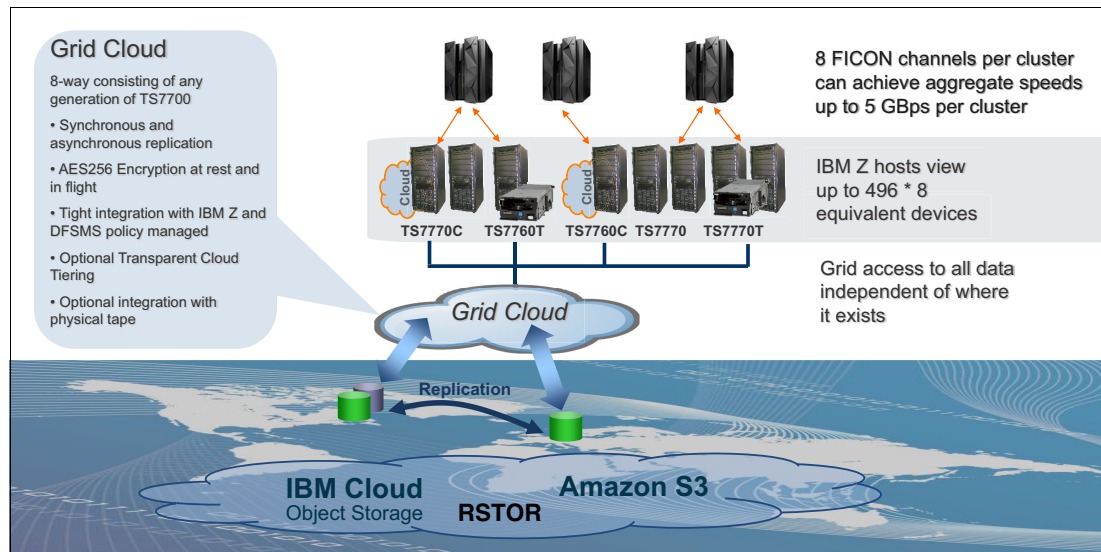 Grid Cloud
8-way consisting of any
generation of TS7700
• Synchronous and
asynchronous replication
• AES256 Encryption at rest and
in flight
• Tight integration with IBM Z and
DFSMS policy managed
• Optional Transparent Cloud
Tiering
• Optional integration with
physical tape
8 FICON channels per cluster
can achieve aggregate speeds
up to 5 GBps per cluster
Cloud
Cloud
IBM Z hosts view
up to 496 * 8
equivalent devices
TS7770C TS7760T TS7760C TS7770 TS7770T
Grid access to all data
independent of where
it exists
Grid Cloud
Replication
IBM Cloud
Object Storage
RSTOR
Amazon S3